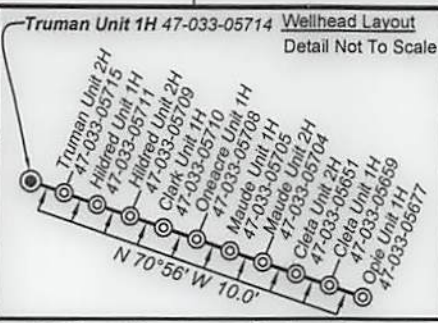 Truman Unit 1H 47-033-05714 Wellhead Layout
Detail Not To Scale
Truman Unit 2H
47-033-05715
Hildred Unit 1H
47-033-05711
Hildred Unit 2H
47-033-05709
Clark Unit 1H
47-033-05710
Oneacre Unit 1H
47-033-05708
Maude Unit 1H
47-033-05705
Maude Unit 2H
47-033-05704
Cleta Unit 2H
47-033-05651
Cleta Unit 1H
47-033-05659
Opie Unit 1H
47-033-05677
N 70°56' W 10.0'